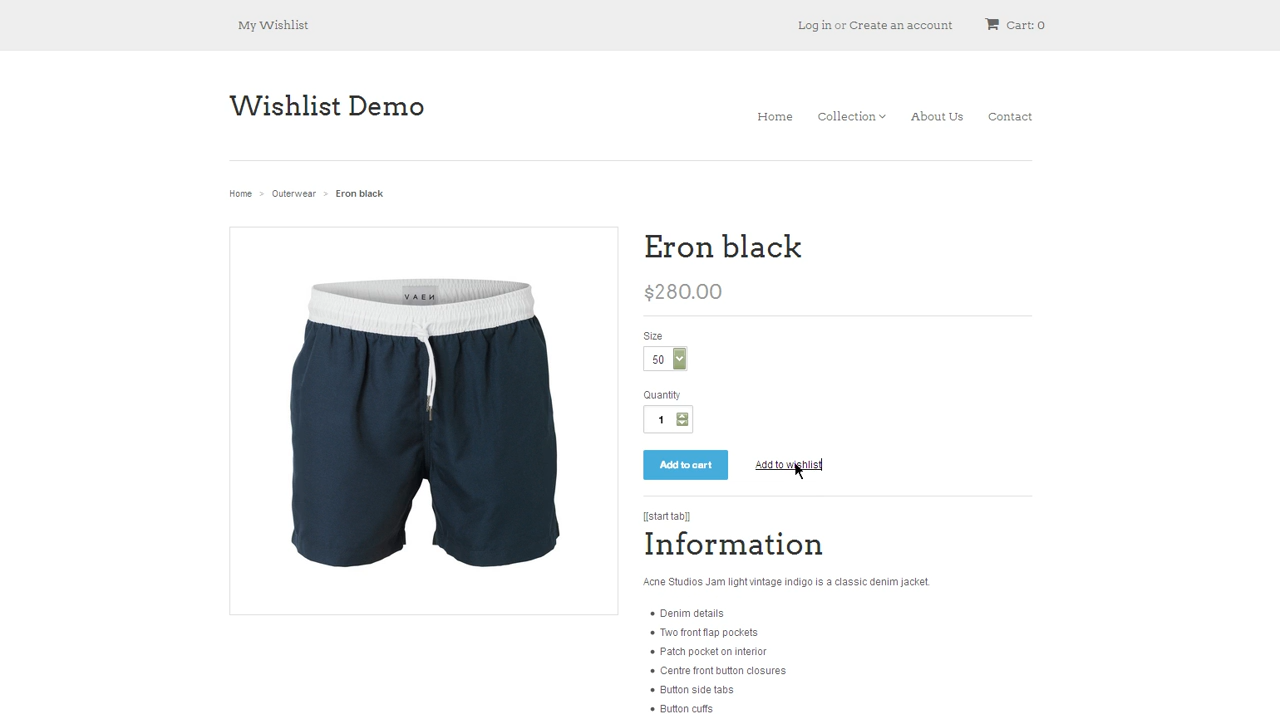 My Wishlist
Log in or Create an account
Cart: 0
Wishlist Demo
Home
Collection
About Us
Contact
Home > Outerwear > Eron black
VAEN
Eron black
$280.00
Size
50
Quantity
1
Add to cart
Add to wishlist
[[start tab]]
Information
Acne Studios Jam light vintage indigo is a classic denim jacket.
• Denim details
• Two front flap pockets
• Patch pocket on interior
• Centre front button closures
• Button side tabs
• Button cuffs